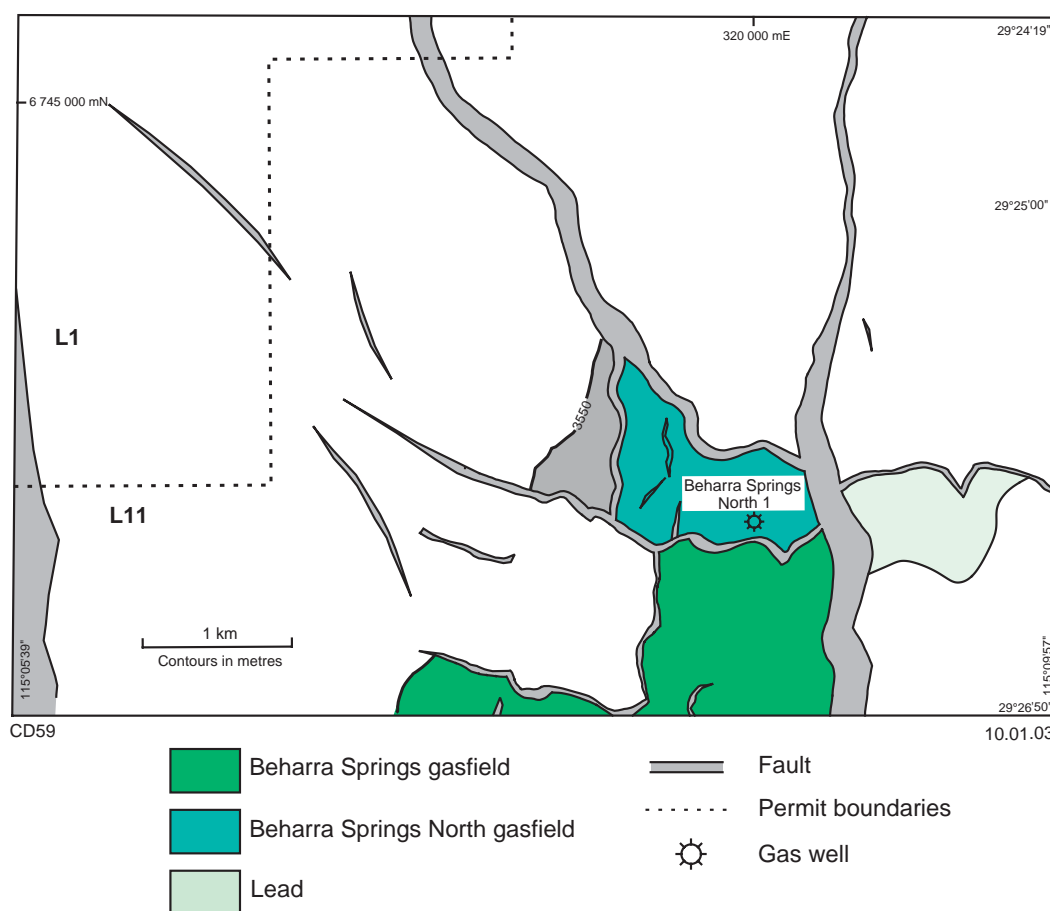 320 000 mE
29°24'19"
6 745 000 mN
29°25'00"
L1
3550
Beharra Springs
North 1
L11
1 km
Contours in metres
115°05'39"
115°09'57"
29°26'50"
CD59
10.01.03
Beharra Springs gasfield
Fault
Beharra Springs North gasfield
Permit boundaries
Lead
Gas well